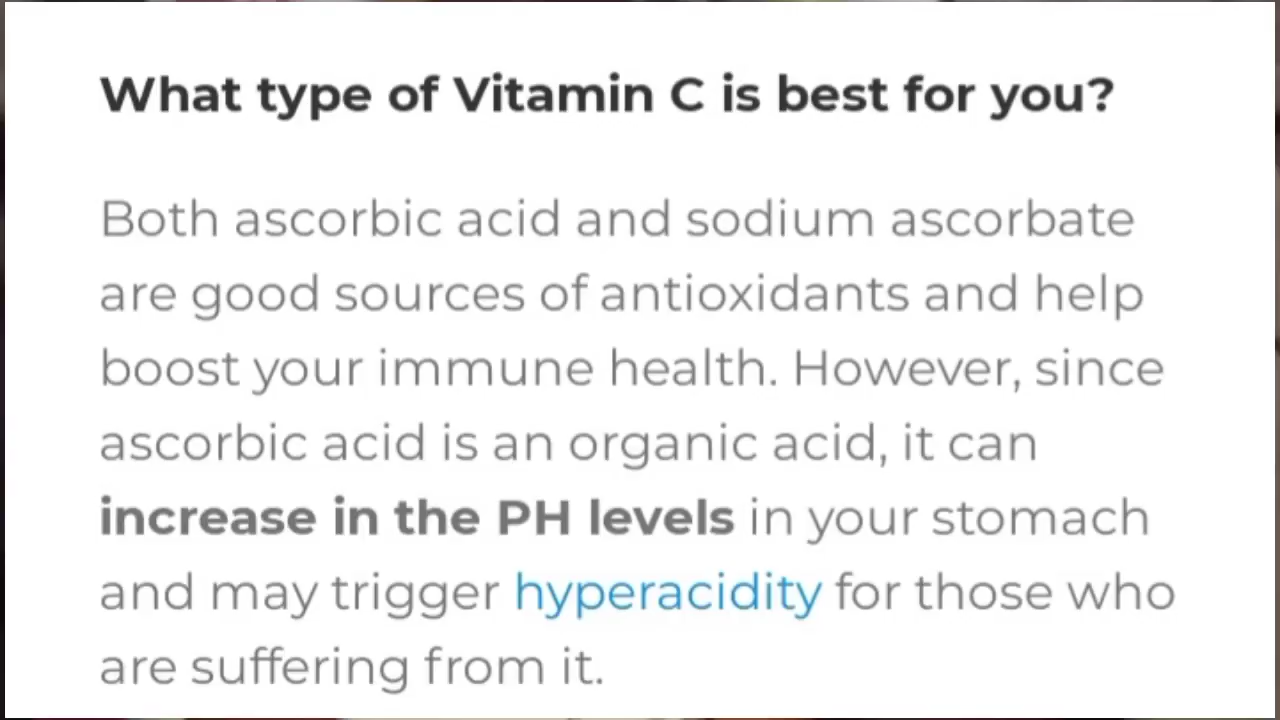 What type of Vitamin C is best for you?
Both ascorbic acid and sodium ascorbate
are good sources of antioxidants and help
boost your immune health. However, since
ascorbic acid is an organic acid, it can
increase in the PH levels in your stomach
and may trigger hyperacidity for those who
are suffering from it.